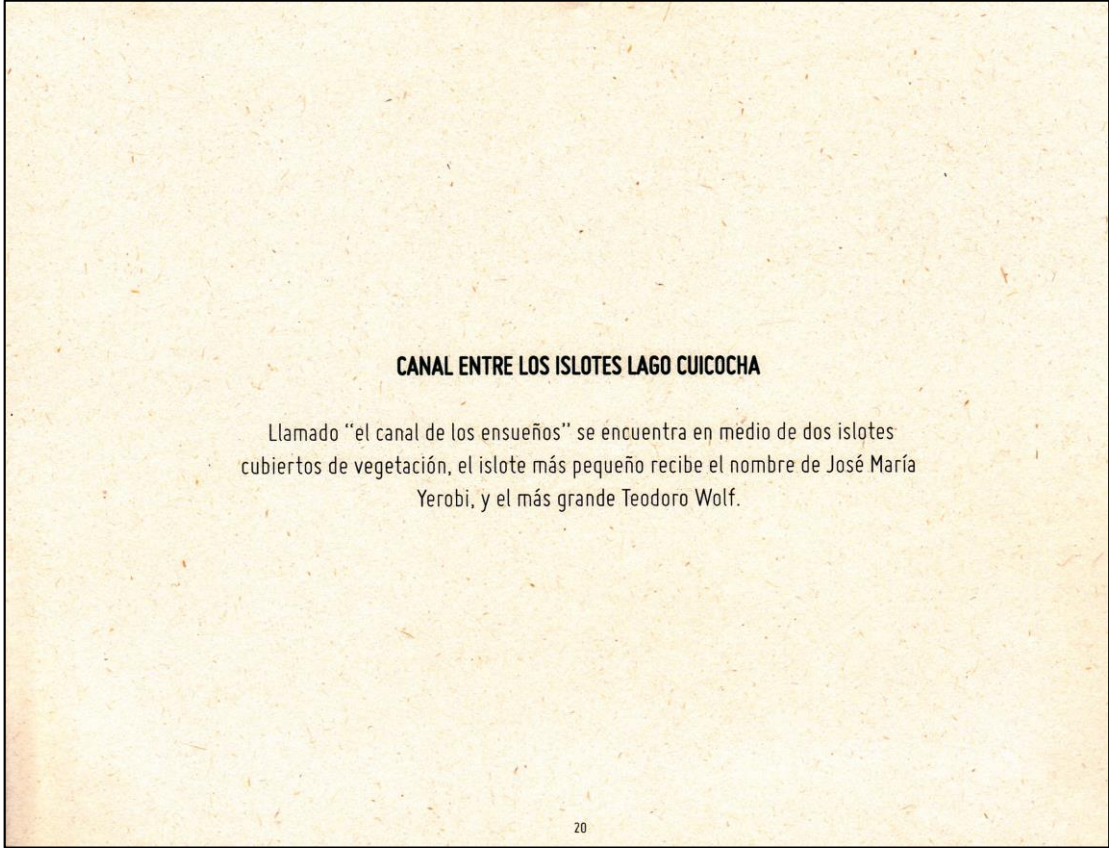 CANAL ENTRE LOS ISLOTES LAGO CUICOCHA
Llamado “el canal de los ensueños” se encuentra en medio de dos islotes
cubiertos de vegetación, el islote más pequeño recibe el nombre de José María
Yerobi, y el más grande Teodoro Wolf.
20